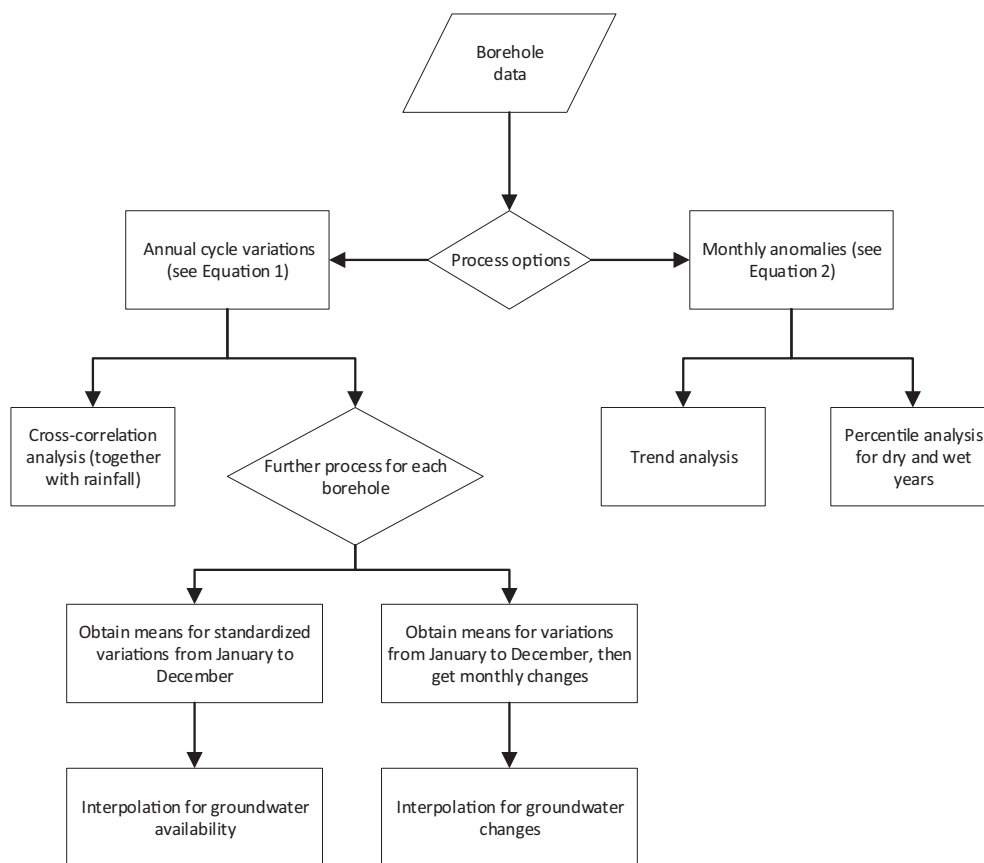 Borehole
data
Annual cycle variations
(see Equation 1)
Process options
Monthly anomalies (see
Equation 2)
Cross-correlation
analysis (together
with rainfall)
Further process for each
borehole
Trend analysis
Percentile analysis
for dry and wet
years
Obtain means for standardized
variations from January to
December
Obtain means for variations
from January to December, then
get monthly changes
Interpolation for groundwater
availability
Interpolation for groundwater
changes